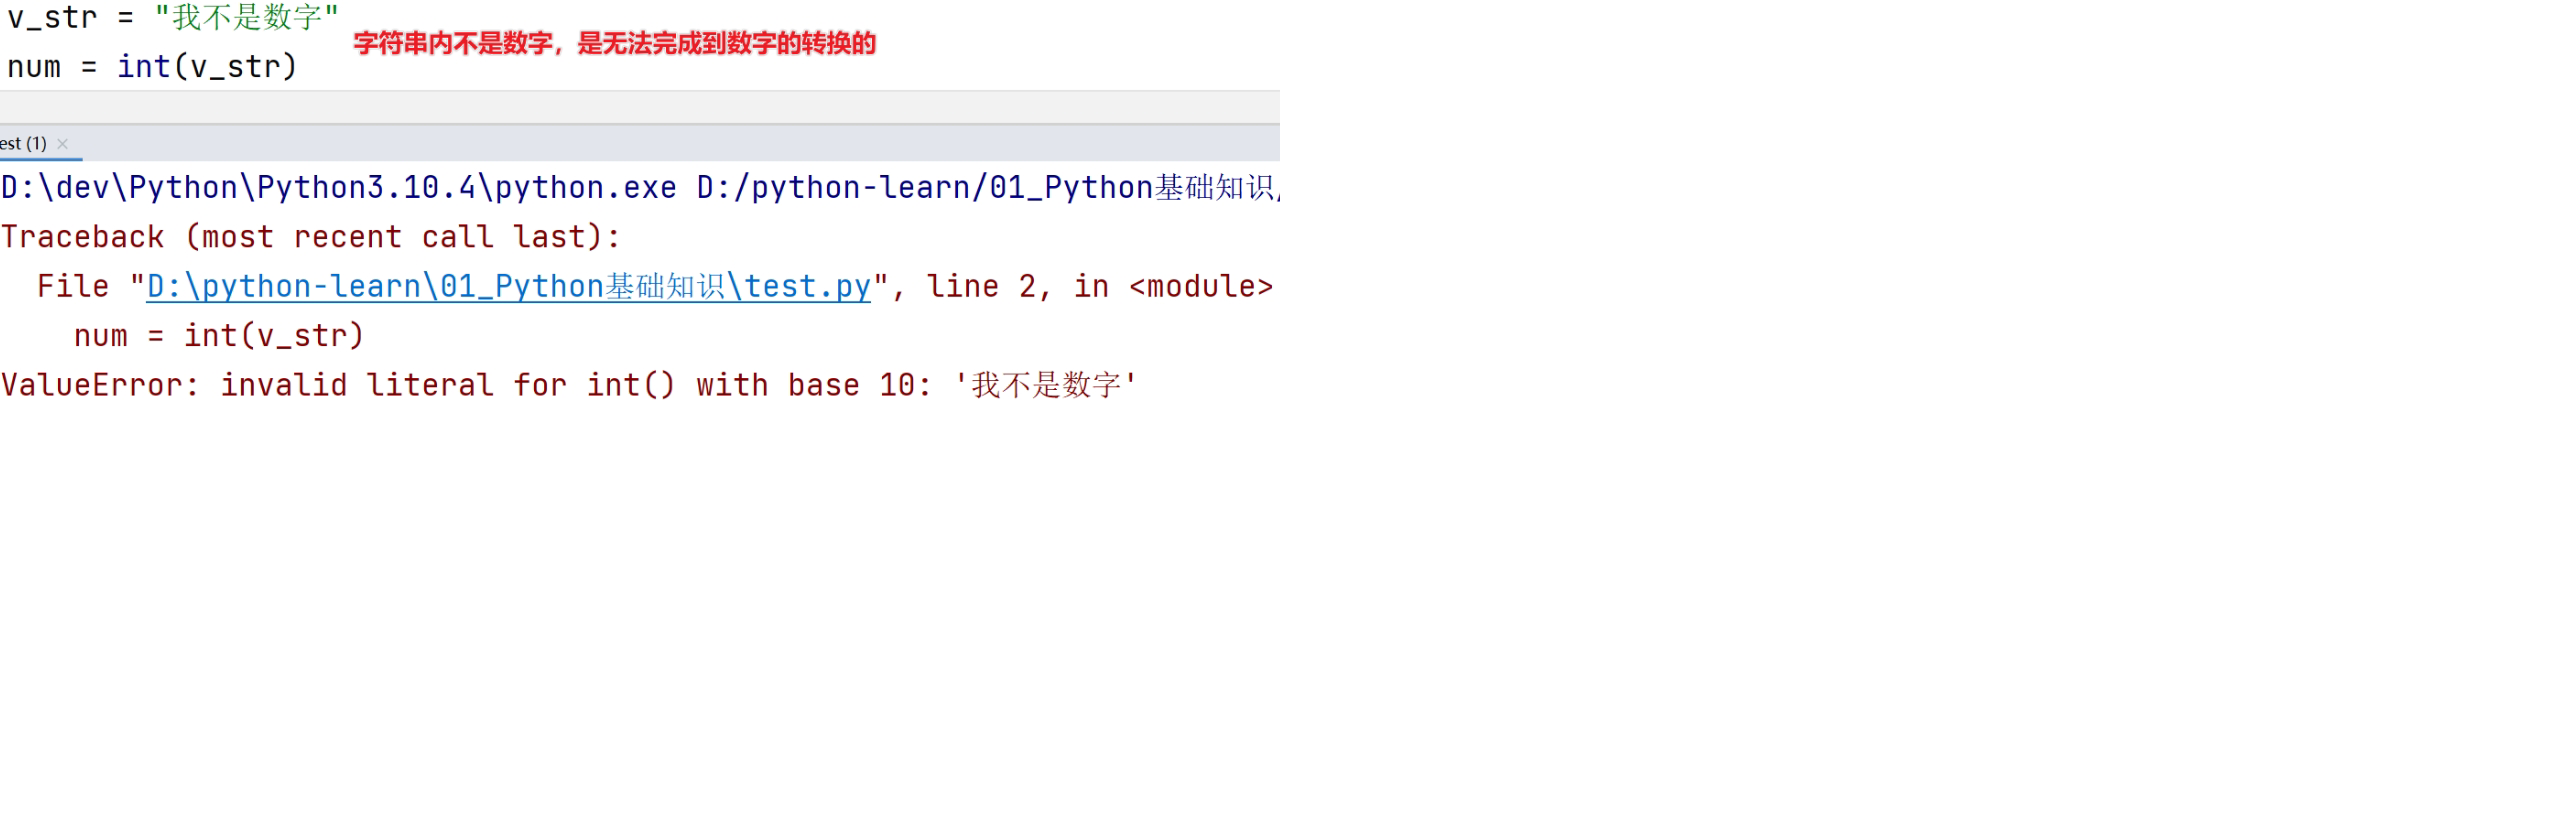 v_str = "我不是数字"
字符串内不是数字，是无法完成到数字的转换的
num = int(v_str)
est (1) ×
D:\dev\Python\Python3.10.4\python.exe D:/python-learn/01_Python基础知识/
Traceback (most recent call last):
  File "D:\python-learn\01_Python基础知识\test.py", line 2, in <module>
    num = int(v_str)
ValueError: invalid literal for int() with base 10: '我不是数字'